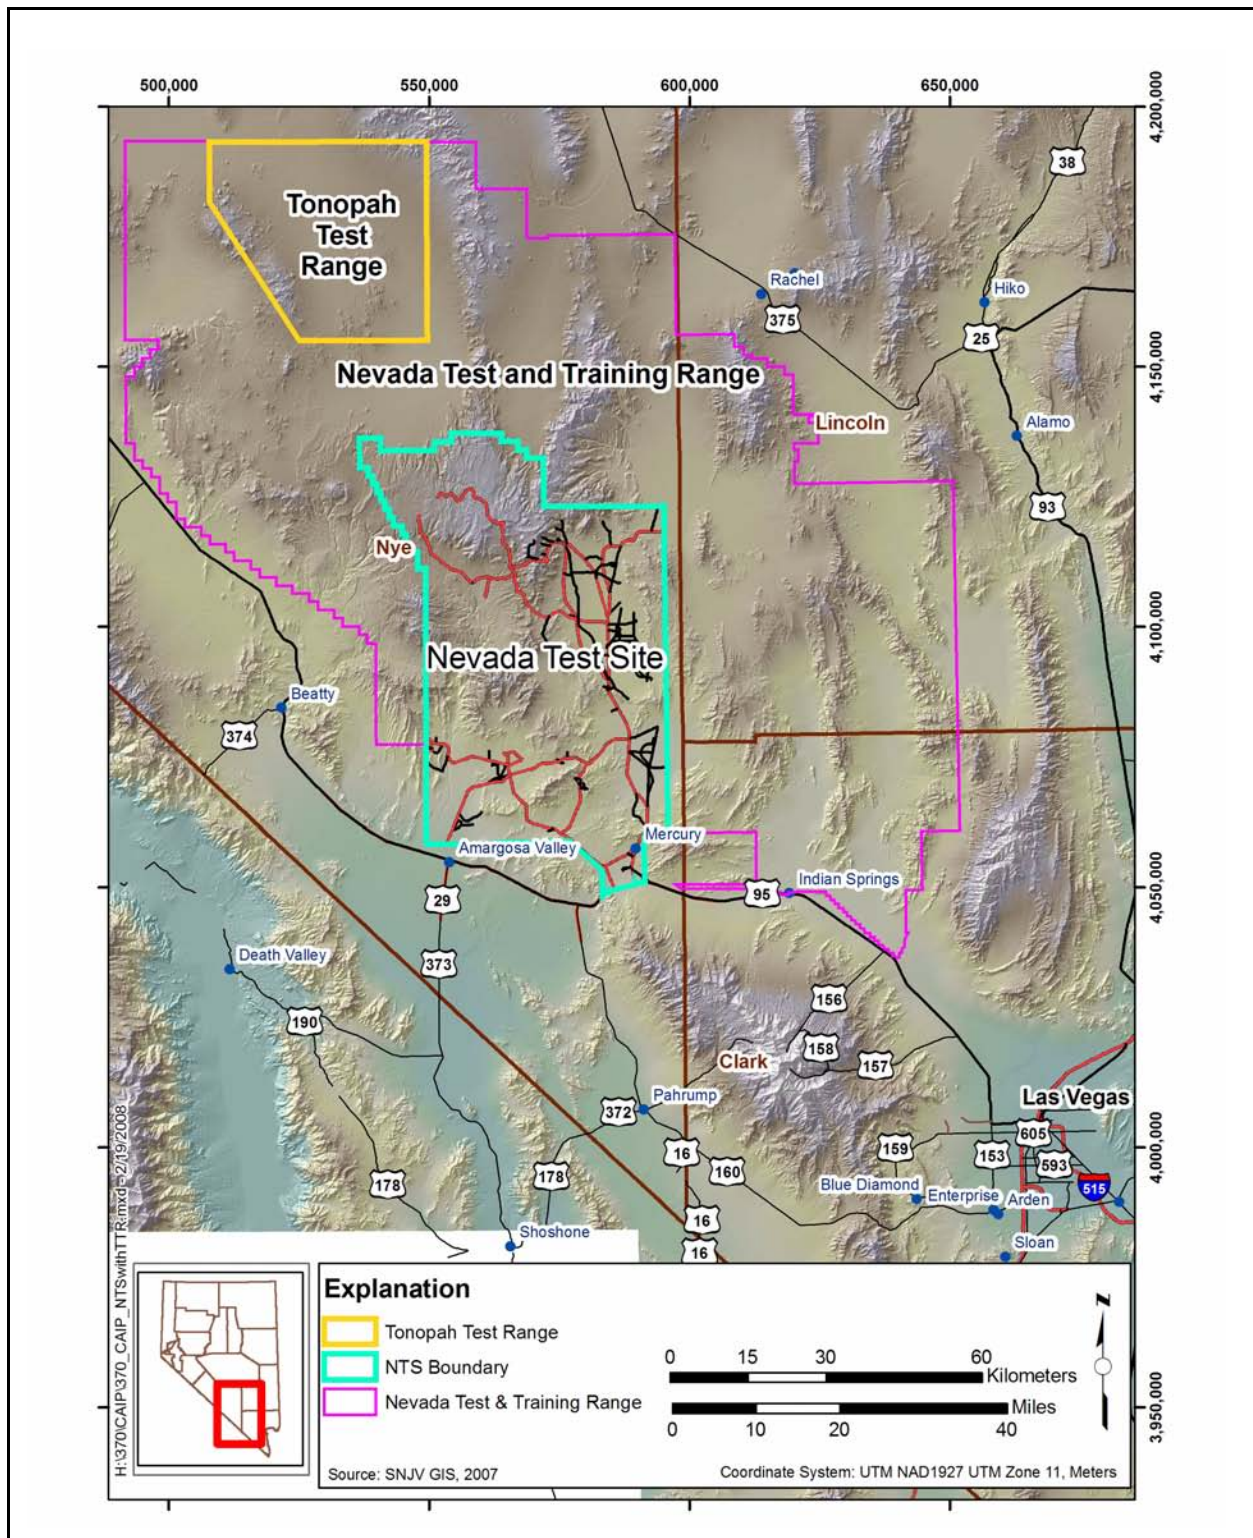 500,000
550,000
600,000
650,000
4,200,000
38
Tonopah
Test
Range
Rachel
375
Hiko
25
Nevada Test and Training Range
4,150,000
Lincoln
Alamo
93
Nye
4,100,000
Nevada Test Site
Beatty
374
Mercury
Amargosa Valley
Indian Springs
95
4,050,000
29
Death Valley
373
156
190
158
157
Clark
Pahrump
372
Las Vegas
605
16
159
153
593
4,000,000
160
178
178
515
Blue Diamond
Enterprise
Arden
16
Shoshone
Sloan
16
H:\370\CAIP\370_CAIP_NTSwithTTR.mxd - 2/19/2008
Explanation
Tonopah Test Range
NTS Boundary
Nevada Test & Training Range
N
0 15 30 60
Kilometers
Miles
0 10 20 40
3,950,000
Source: SNJV GIS, 2007
Coordinate System: UTM NAD1927 UTM Zone 11, Meters